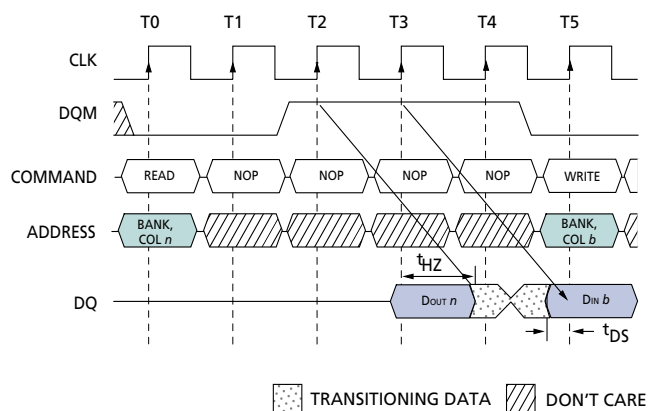 T0 T1 T2 T3 T4 T5
CLK
DQM
COMMAND READ NOP NOP NOP NOP WRITE
ADDRESS BANK, COL n BANK, COL b
tHZ
DQ DOUT n DIN b
tDS
TRANSITIONING DATA DON'T CARE